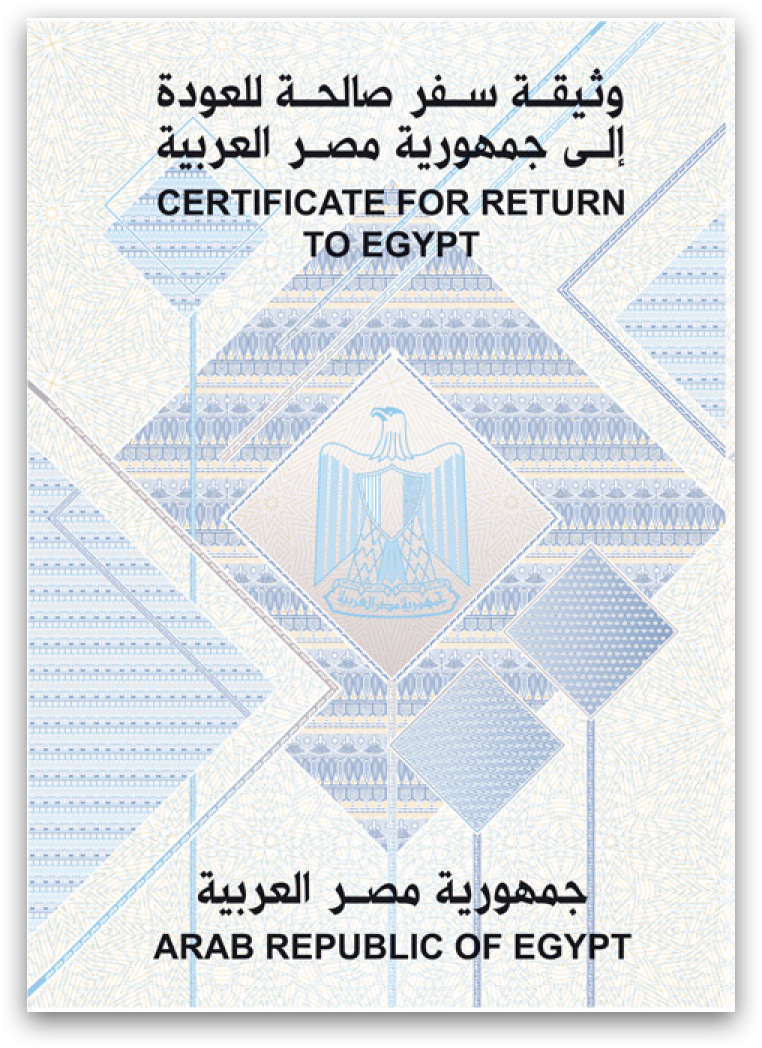 وثيقة سفر صالحة للعودة
إلى جمهورية مصر العربية
CERTIFICATE FOR RETURN
TO EGYPT
جمهورية مصر العربية
جمهورية مصر العربية
ARAB REPUBLIC OF EGYPT